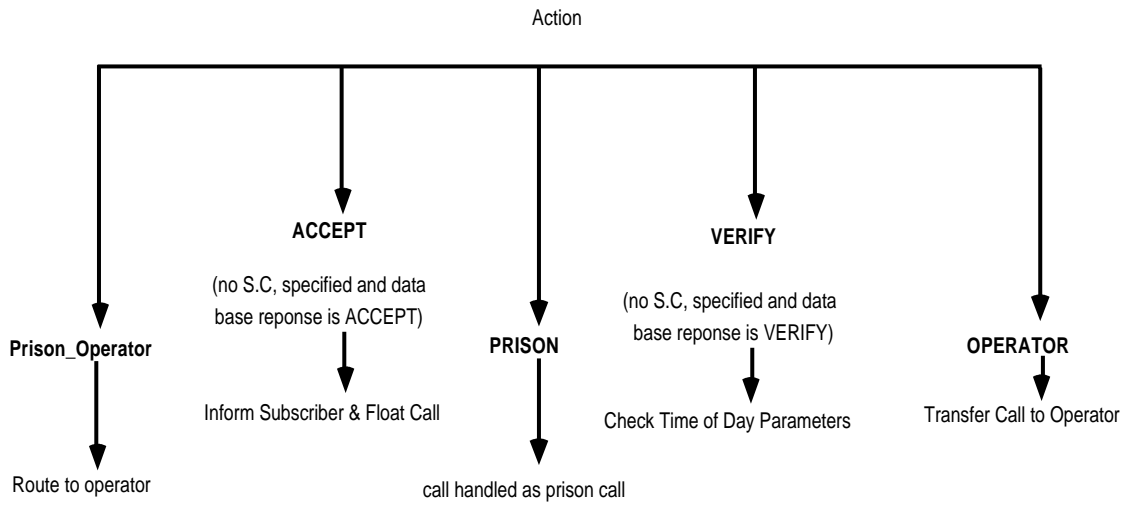 Action
Prison_Operator
Route to operator
ACCEPT
(no S.C, specified and data
base reponse is ACCEPT)
Inform Subscriber & Float Call
PRISON
call handled as prison call
VERIFY
(no S.C, specified and data
base reponse is VERIFY)
Check Time of Day Parameters
OPERATOR
Transfer Call to Operator